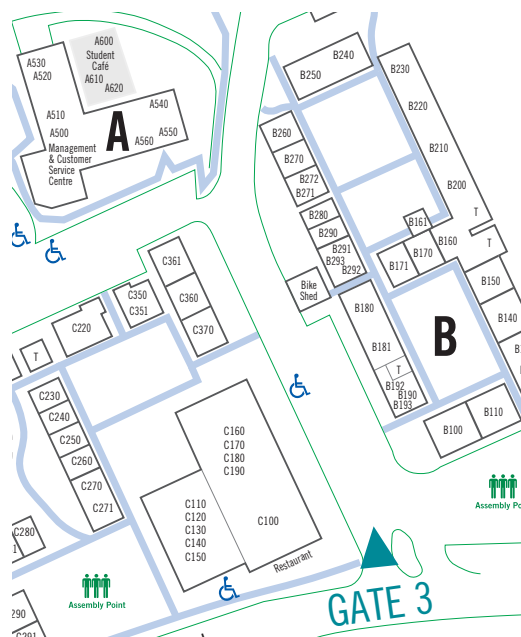 A600
Student
Café
A610
A620
A530
A520
A510
A500
Management
& Customer
Service
Centre
A
A540
A550
A560
B240
B250
B230
B220
B210
B200
B260
B270
B272
B271
B280
B290
B291
B293
B292
B161
B160
B170
B171
T
T
B150
B140
B180
B181
T
B192
B190
B193
B
B110
B100
Bike
Shed
C361
C360
C370
C350
C351
C220
T
C230
C240
C250
C260
C270
C271
C280
C160
C170
C180
C190
C110
C120
C130
C140
C150
C100
Restaurant
Assembly Point
Assembly Point
GATE 3